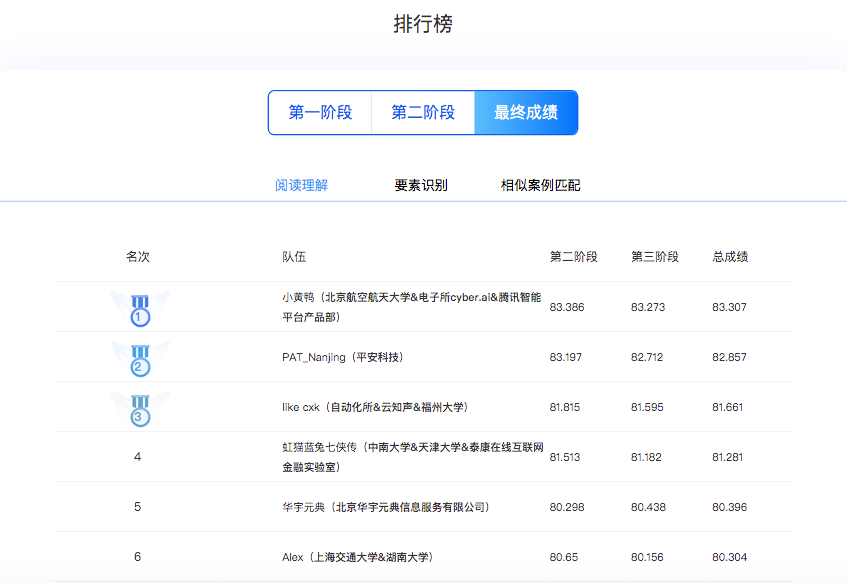 排行榜
第一阶段 第二阶段 最终成绩
阅读理解 要素识别 相似案例匹配
名次 队伍 第二阶段 第三阶段 总成绩
1 小黄鸭（北京航空航天大学&电子所cyber.ai&腾讯智能
平台产品部） 83.386 83.273 83.307
2 PAT_Nanjing（平安科技） 83.197 82.712 82.857
3 like cxk（自动化所&云知声&福州大学） 81.815 81.595 81.661
4 虹猫蓝兔七侠传（中南大学&天津大学&泰康在线互联网
金融实验室） 81.513 81.182 81.281
5 华宇元典（北京华宇元典信息服务有限公司） 80.298 80.438 80.396
6 Alex（上海交通大学&湖南大学） 80.65 80.156 80.304